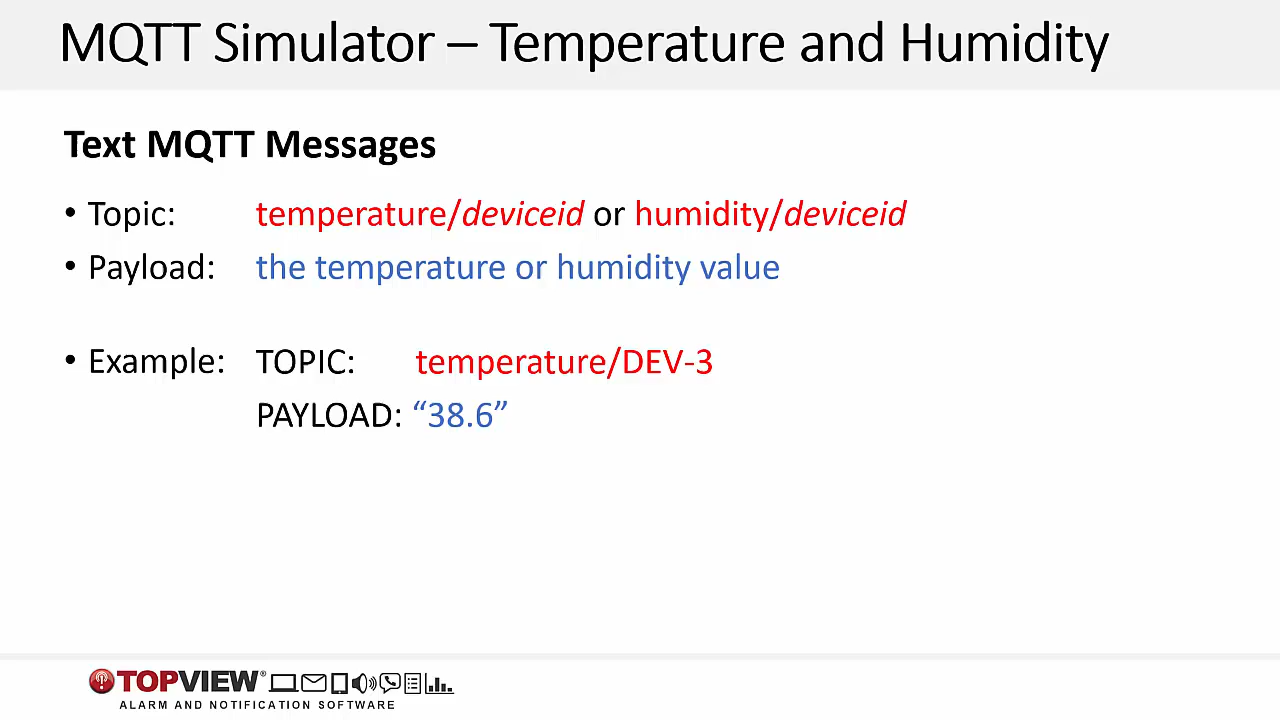 MQTT Simulator – Temperature and Humidity
Text MQTT Messages
• Topic: temperature/deviceid or humidity/deviceid
• Payload: the temperature or humidity value
• Example: TOPIC: temperature/DEV-3
PAYLOAD: “38.6”
TOPVIEW®
ALARM AND NOTIFICATION SOFTWARE